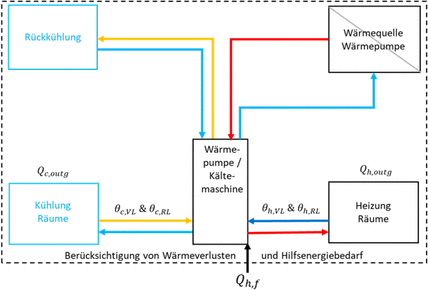 Rückkühlung
Wärmequelle
Wärmepumpe
Wärme-
pumpe /
Kälte-
maschine
Q_{c,outg}
Q_{h,outg}
Kühlung
Räume
θ_{c,VL} & θ_{c,RL}
θ_{h,VL} & θ_{h,RL}
Heizung
Räume
Berücksichtigung von Wärmeverlusten und Hilfsenergiebedarf
Q_{h,f}